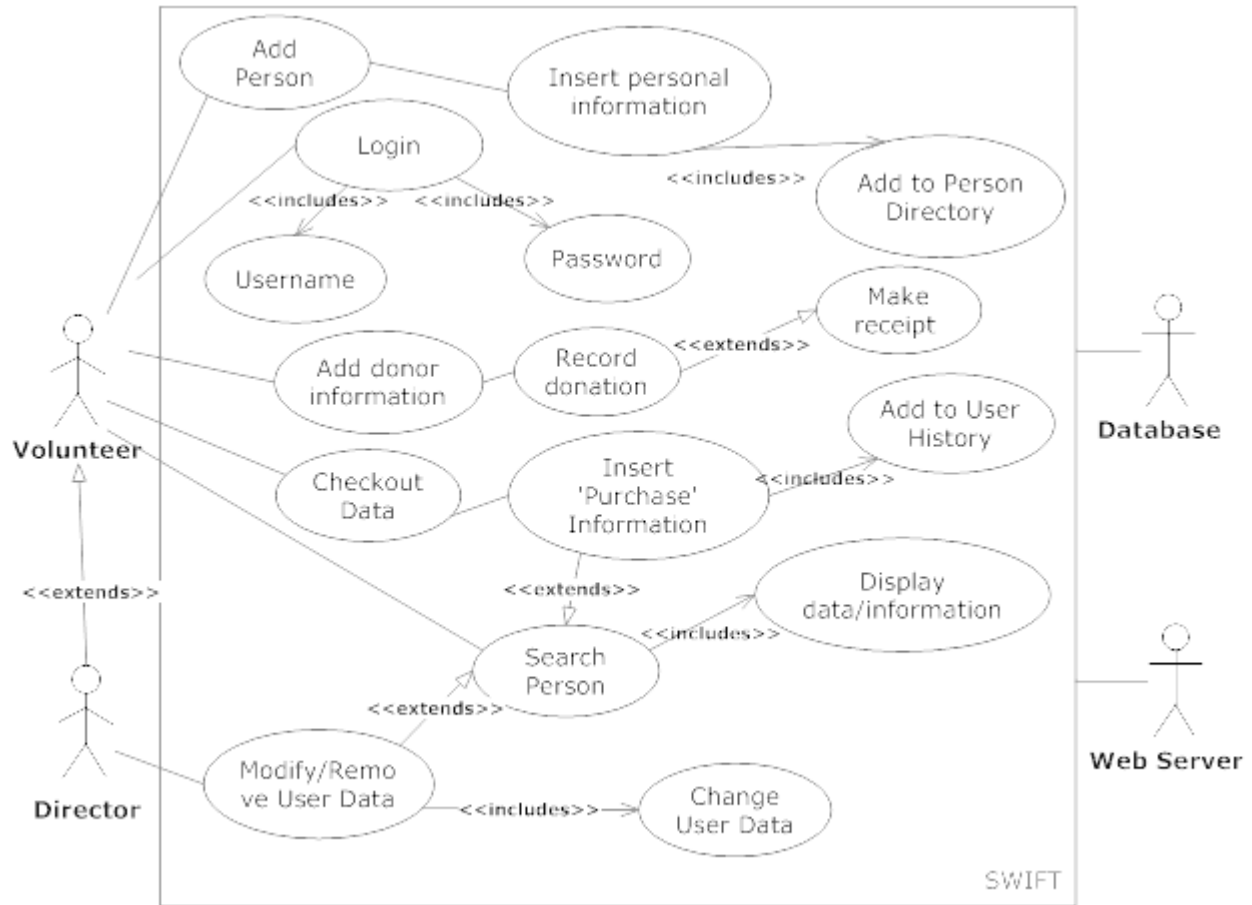 Add
Person
Insert personal
information
Login
<<includes>>
<<includes>>
<<includes>>
Add to Person
Directory
Username
Password
Make
receipt
<<extends>>
Add donor
information
Record
donation
Volunteer
Database
Add to User
History
Checkout
Data
Insert
'Purchase'
Information
<<includes>>
<<extends>>
<<extends>>
Display
data/information
<<includes>>
Search
Person
<<extends>>
Director
Modify/Remo
ve User Data
<<includes>>
Change
User Data
Web Server
SWIFT